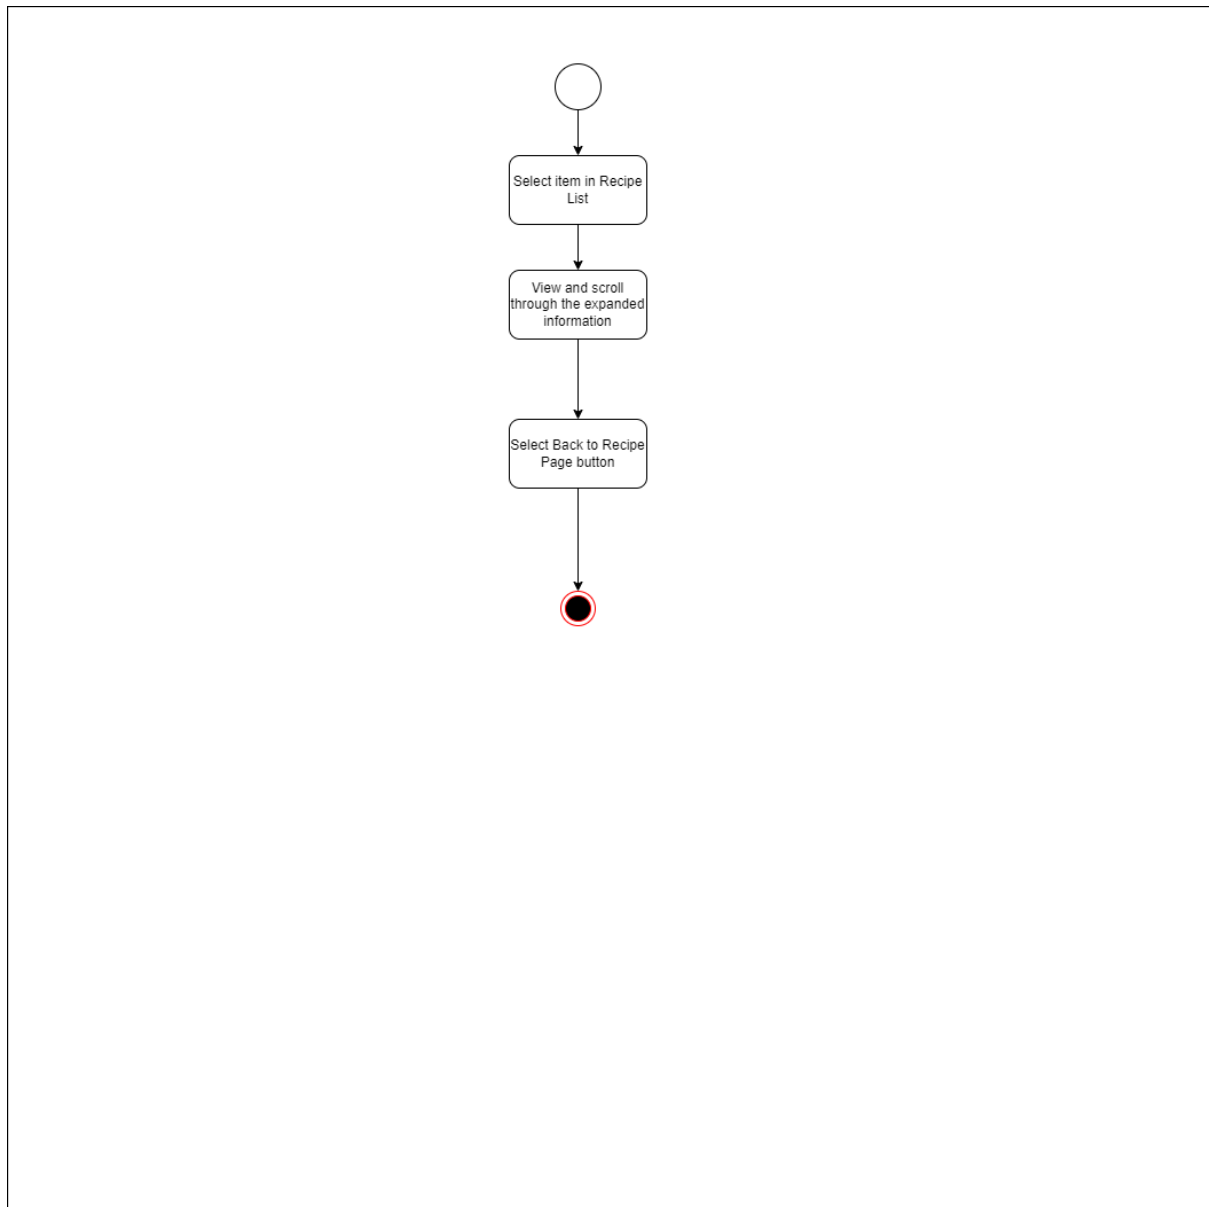 Select item in Recipe
List
View and scroll
through the expanded
information
Select Back to Recipe
Page button